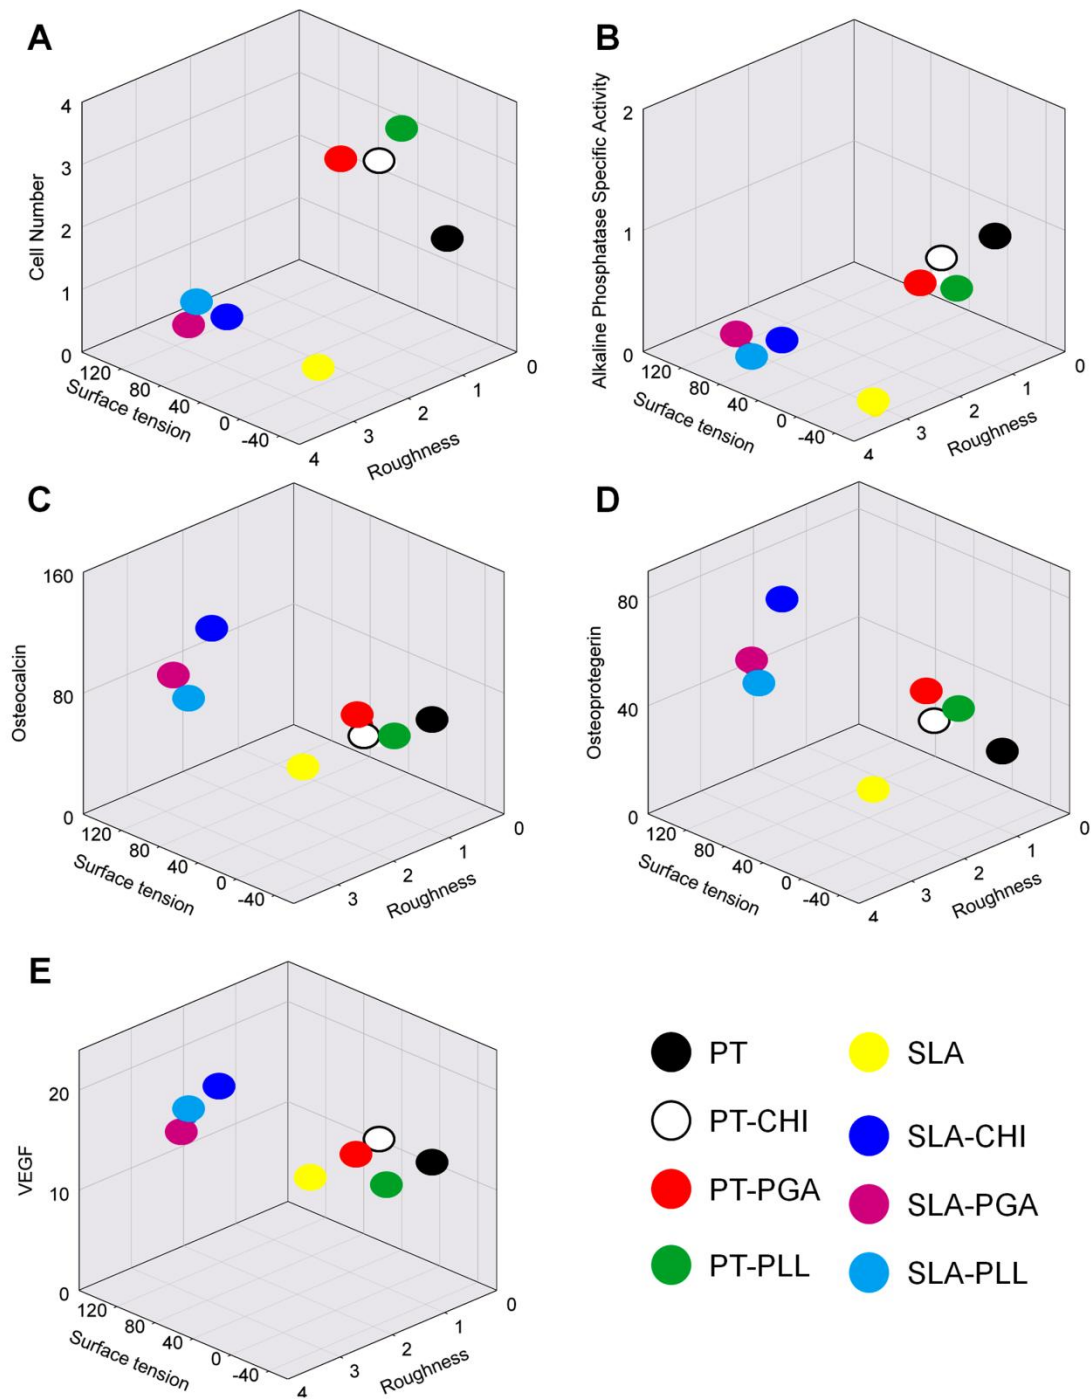 A
Cell Number
4
3
2
1
0
120
80
40
0
-40
Surface tension
4
3
2
1
0
Roughness
B
Alkaline Phosphatase Specific Activity
2
1
0
120
80
40
0
-40
Surface tension
4
3
2
1
0
Roughness
C
Osteocalcin
160
80
0
120
80
40
0
-40
Surface tension
3
2
1
0
Roughness
D
Osteoprotegerin
80
40
0
120
80
40
0
-40
Surface tension
4
3
2
1
0
Roughness
E
VEGF
20
10
0
120
80
40
0
-40
Surface tension
4
3
2
1
0
Roughness
PT
PT-CHI
PT-PGA
PT-PLL
SLA
SLA-CHI
SLA-PGA
SLA-PLL